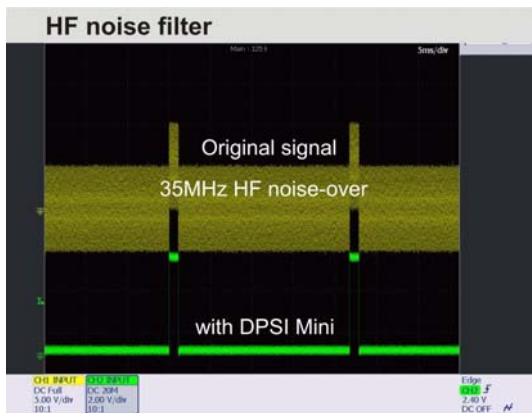 HF noise filter
Main : 125 k
5ms/div
Original signal
35MHz HF noise-over
with DPSI Mini
CH1 INPUT
DC Full
5.00 V/div
10:1
CH2 INPUT
DC 20M
2.00 V/div
10:1
Edge
CH2
2.40 V
DC OFF